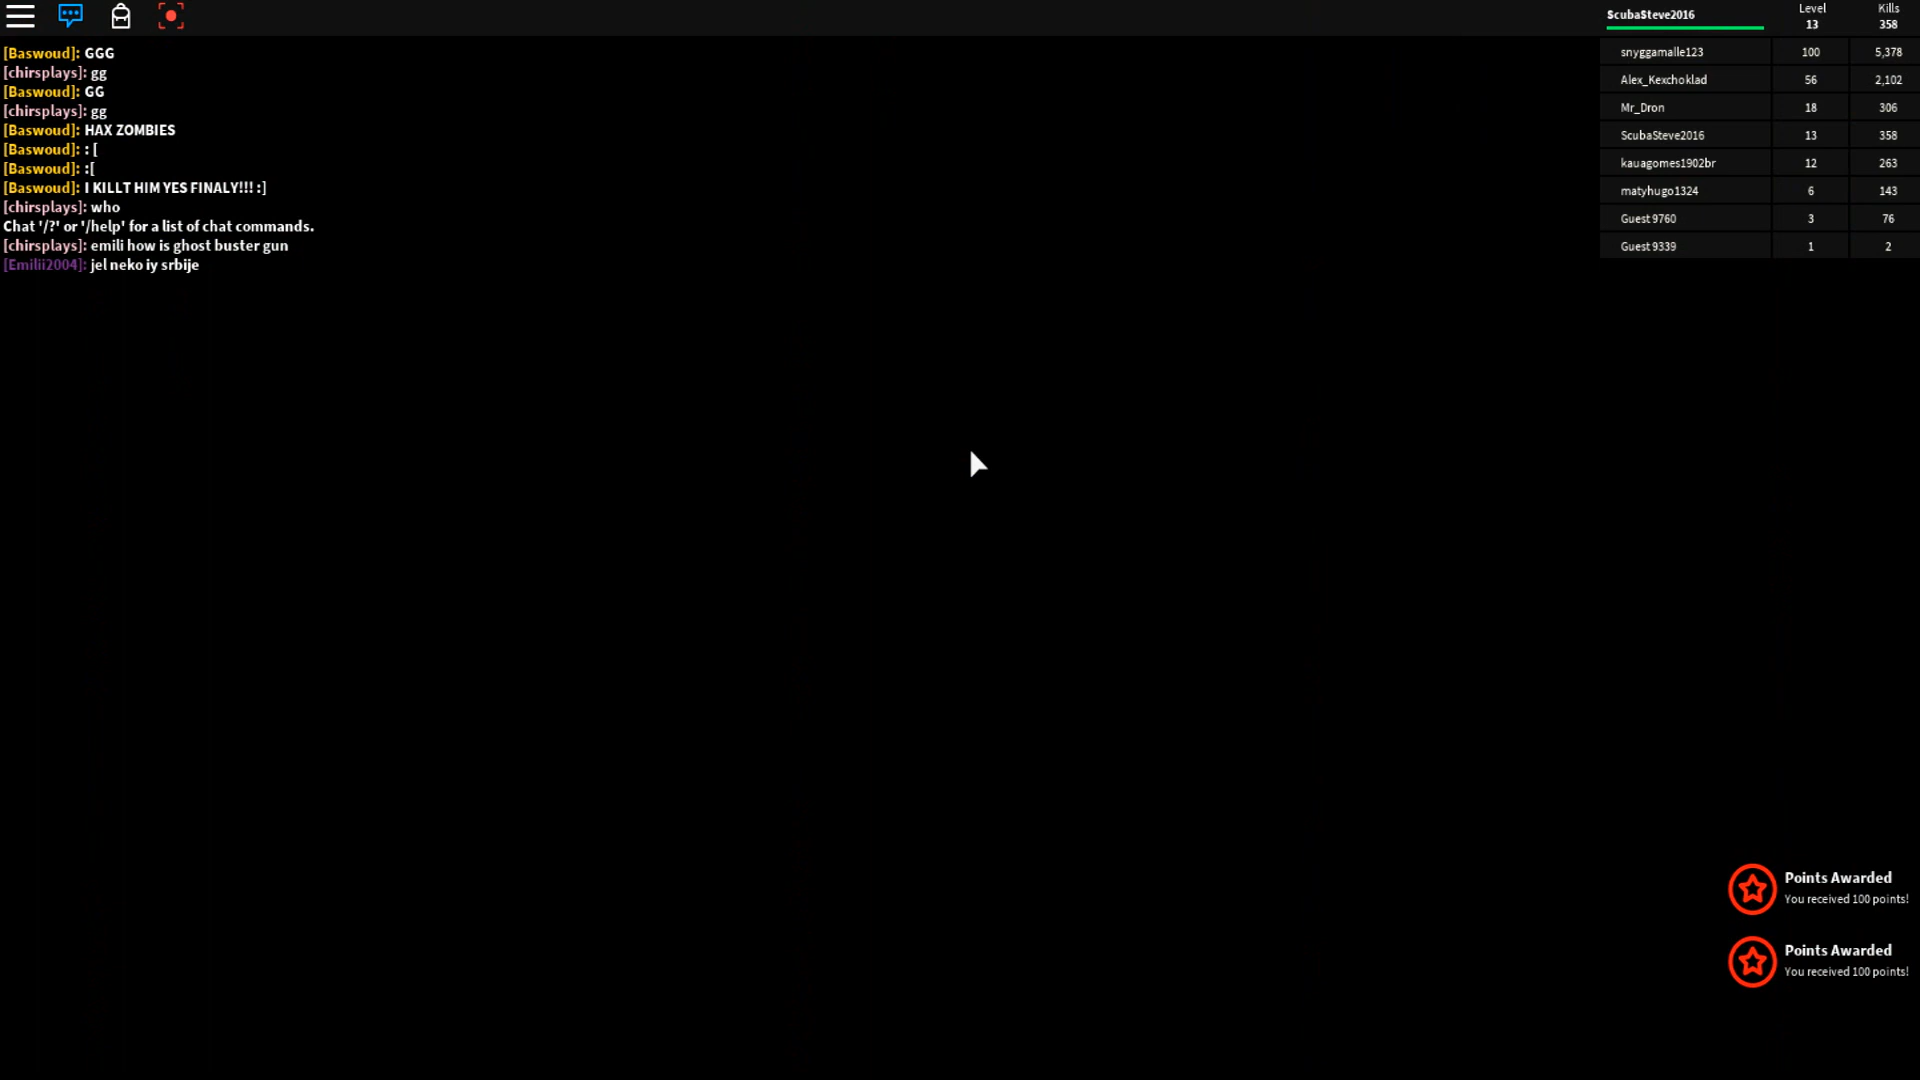 ScubaSteve2016 Level 13 Kills 358
[Baswoud]: GGG
[chirsplays]: gg
[Baswoud]: GG
[chirsplays]: gg
[Baswoud]: HAX ZOMBIES
[Baswoud]: : [
[Baswoud]: :[
[Baswoud]: I KILLT HIM YES FINALY!!! :]
[chirsplays]: who
Chat '/?' or '/help' for a list of chat commands.
[chirsplays]: emili how is ghost buster gun
[Emilii2004]: jel neko iy srbije
snyggamalle123 100 5,378
Alex_Kexchoklad 56 2,102
Mr_Dron 18 306
ScubaSteve2016 13 358
kauagomes1902br 12 263
matyhugo1324 6 143
Guest 9760 3 76
Guest 9339 1 2
Points Awarded
You received 100 points!
Points Awarded
You received 100 points!